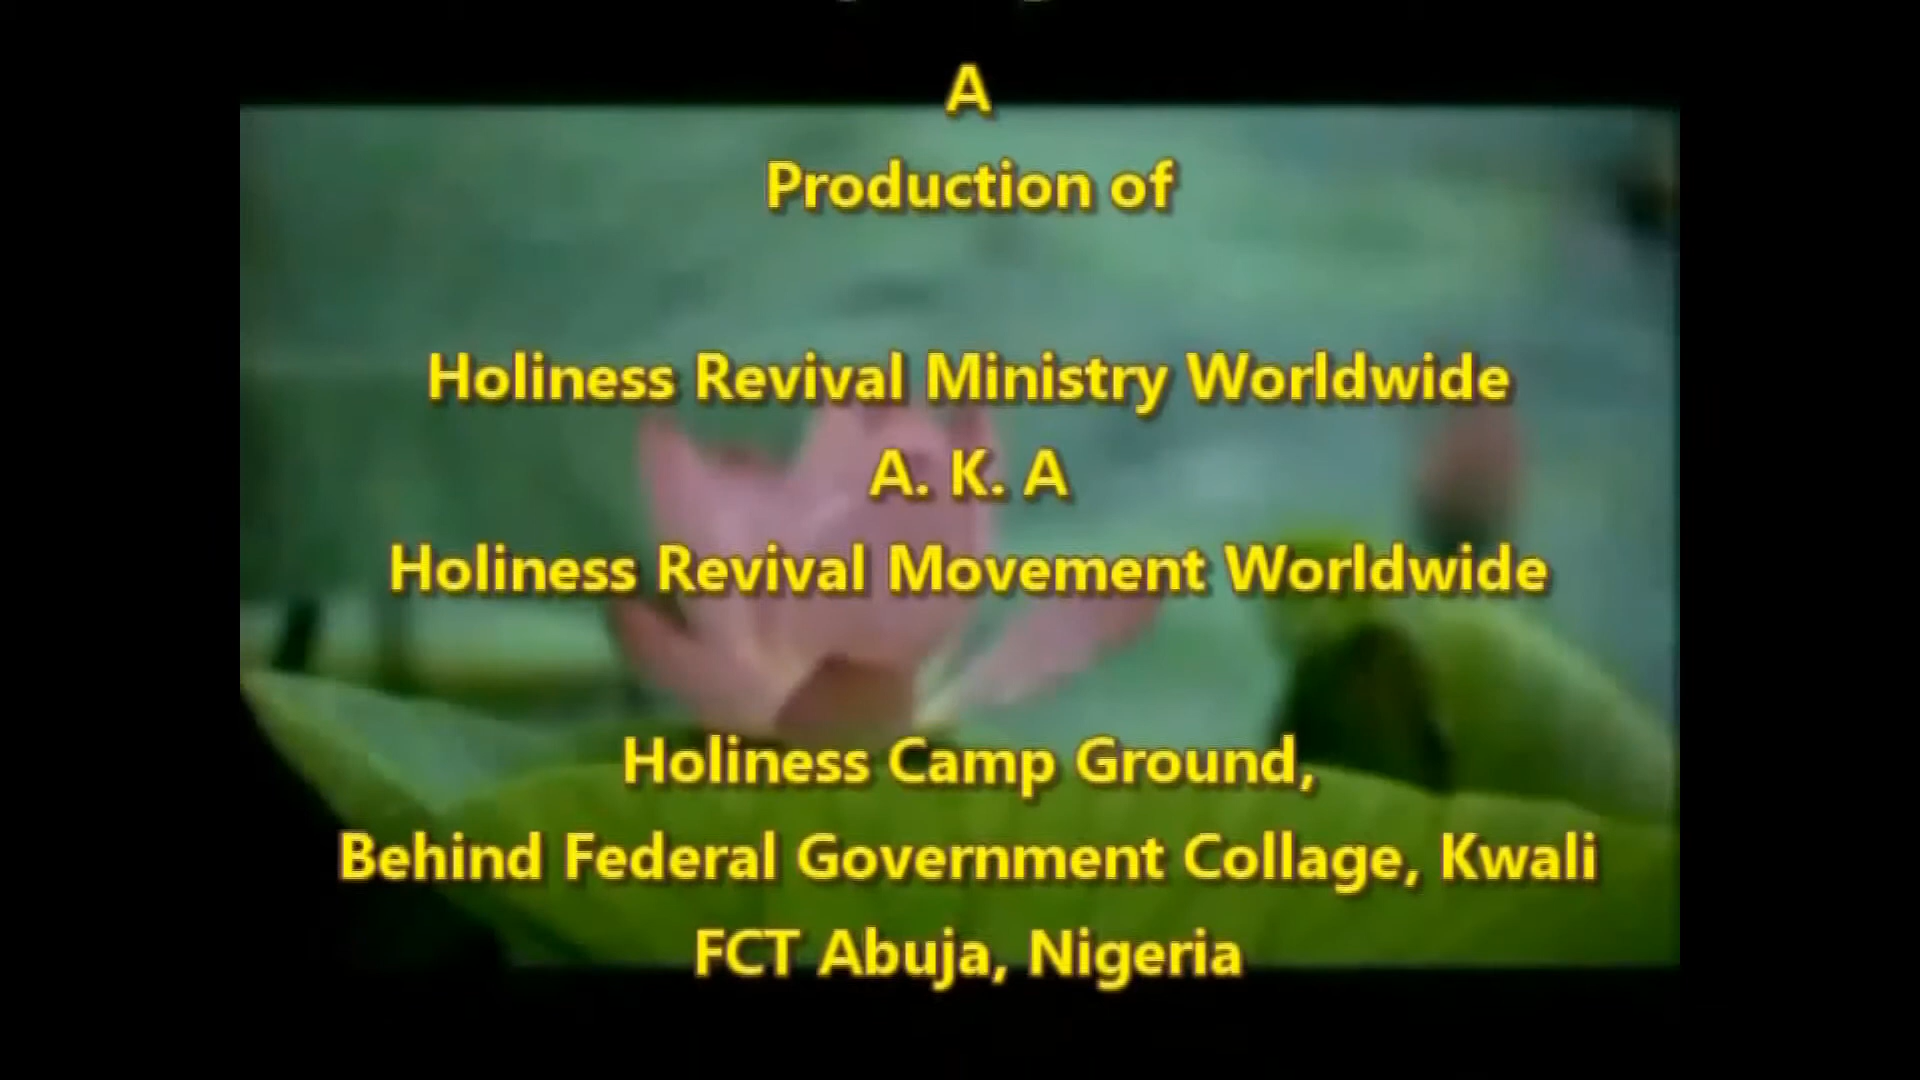 A
Production of
Holiness Revival Ministry Worldwide
A. K. A
Holiness Revival Movement Worldwide
Holiness Camp Ground,
Behind Federal Government Collage, Kwali
FCT Abuja, Nigeria